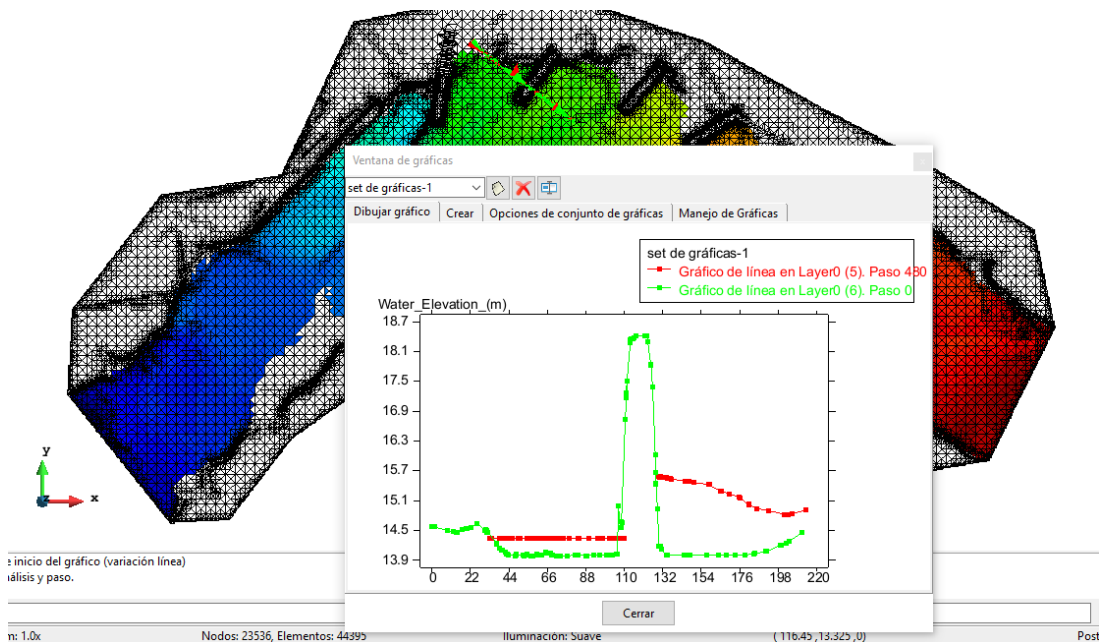 Ventana de gráficas
set de gráficas-1
Dibujar gráfico Crear Opciones de conjunto de gráficas Manejo de Gráficas
set de gráficas-1
Gráfico de línea en Layer0 (5). Paso 480
Gráfico de línea en Layer0 (6). Paso 0
Water_Elevation_(m)
18.7
18.1
17.5
16.9
16.3
15.7
15.1
14.5
13.9
0 22 44 66 88 110 132 154 176 198 220
y
z x
e inicio del gráfico (variación línea)
nálisis y paso.
Cerrar
m: 1.0x Nodos: 23536, Elementos: 44395 Iluminación: Suave ( 116.45 ,13.325 ,0) Post